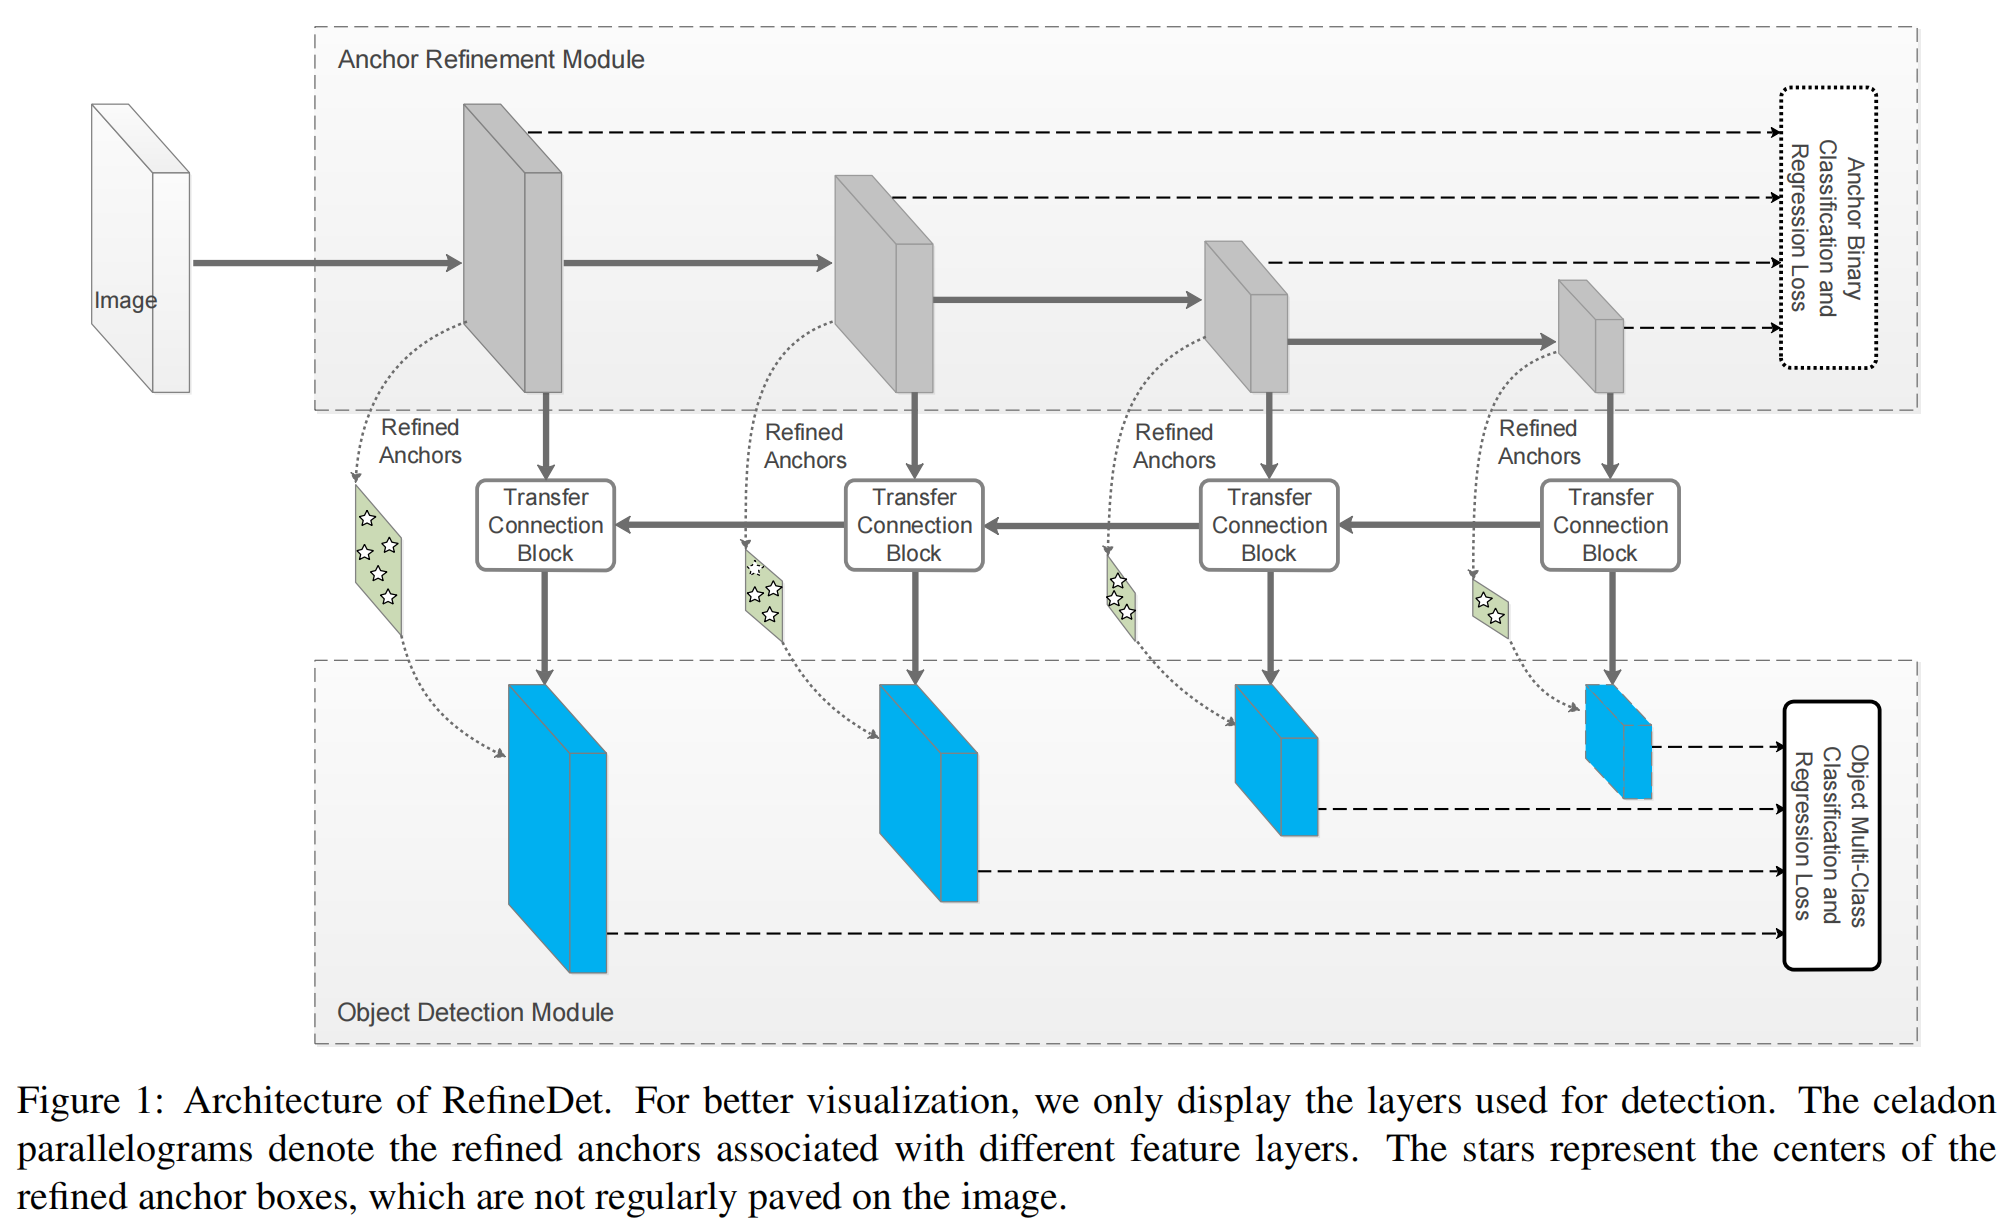 Anchor Refinement Module
Image
Anchor Binary
Classification and
Regression Loss
Refined
Anchors
Refined
Anchors
Refined
Anchors
Refined
Anchors
Transfer
Connection
Block
Transfer
Connection
Block
Transfer
Connection
Block
Transfer
Connection
Block
Object Multi-Class
Classification and
Regression Loss
Object Detection Module
Figure 1: Architecture of RefineDet. For better visualization, we only display the layers used for detection. The celadon
parallelograms denote the refined anchors associated with different feature layers. The stars represent the centers of the
refined anchor boxes, which are not regularly paved on the image.